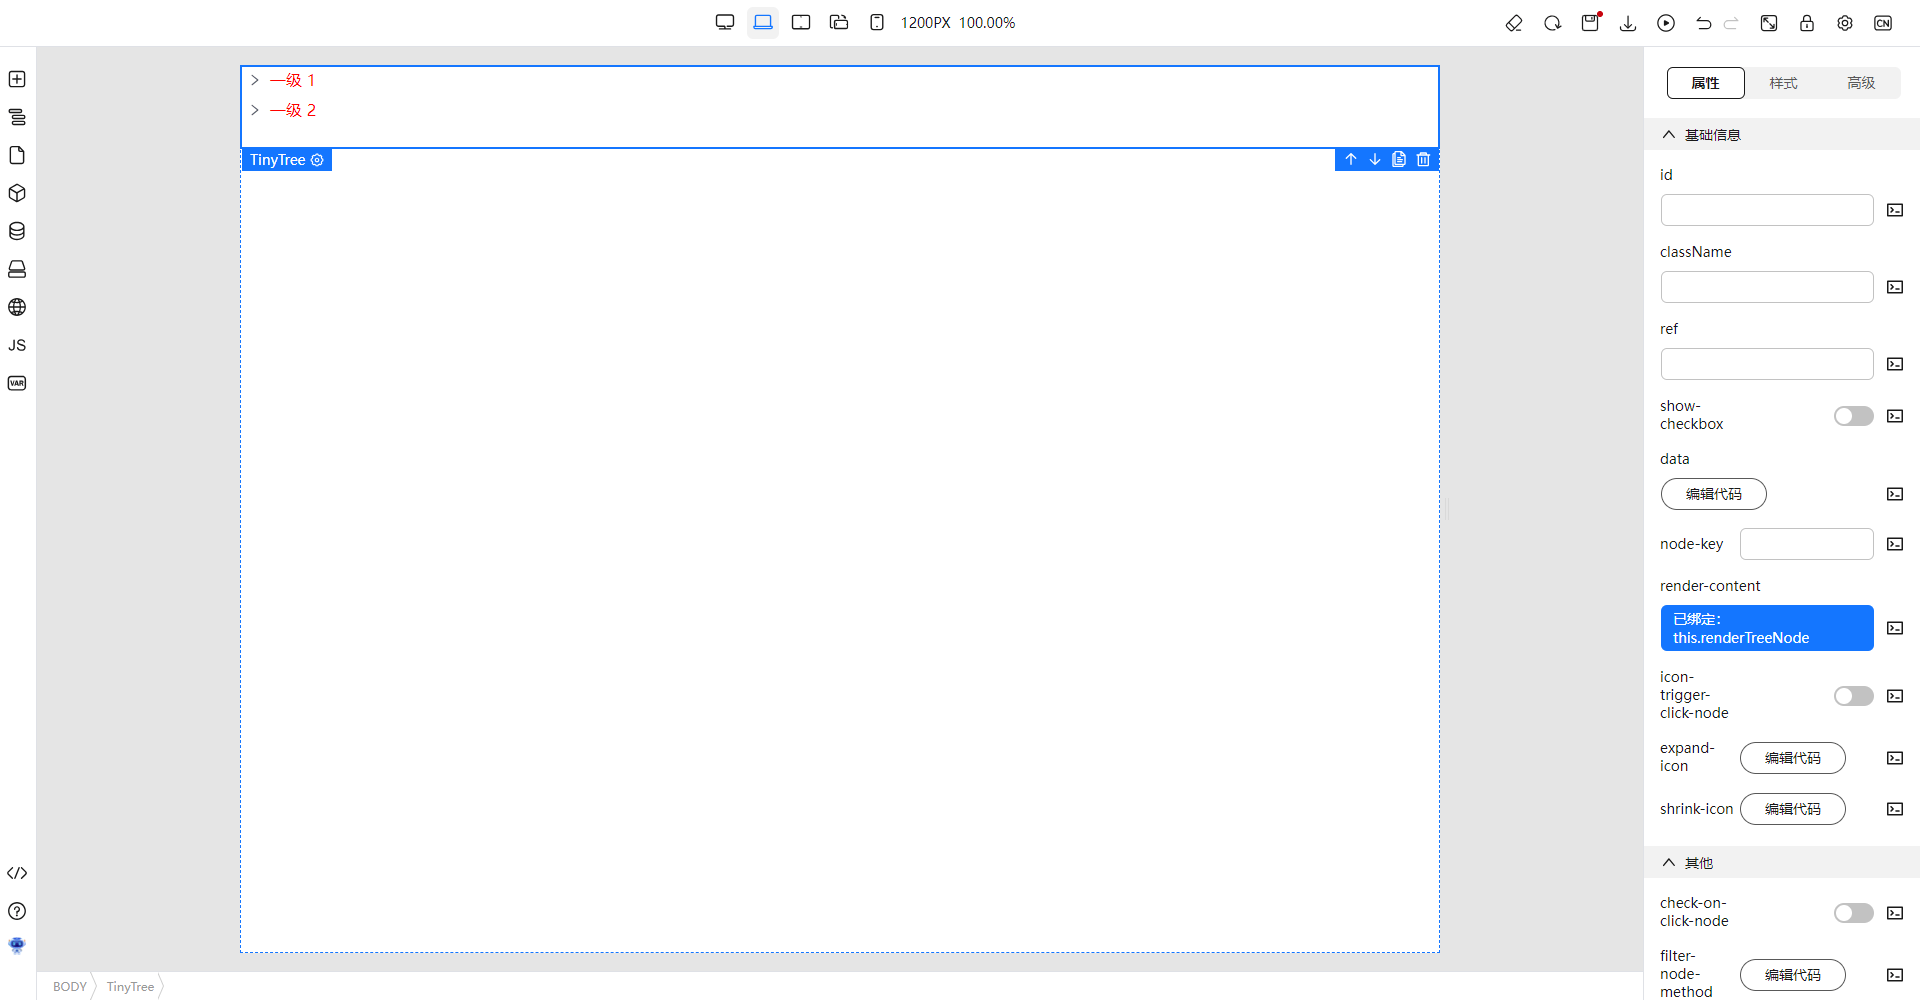 1200PX 100.00%
CN
一级 1
一级 2
TinyTree
JS
VAR
属性 样式 高级
基础信息
id
className
ref
show-
checkbox
data
编辑代码
node-key
render-content
已绑定：
this.renderTreeNode
icon-
trigger-
click-node
expand-
icon
编辑代码
shrink-icon 编辑代码
其他
check-on-
click-node
filter-
node-
method
编辑代码
BODY TinyTree